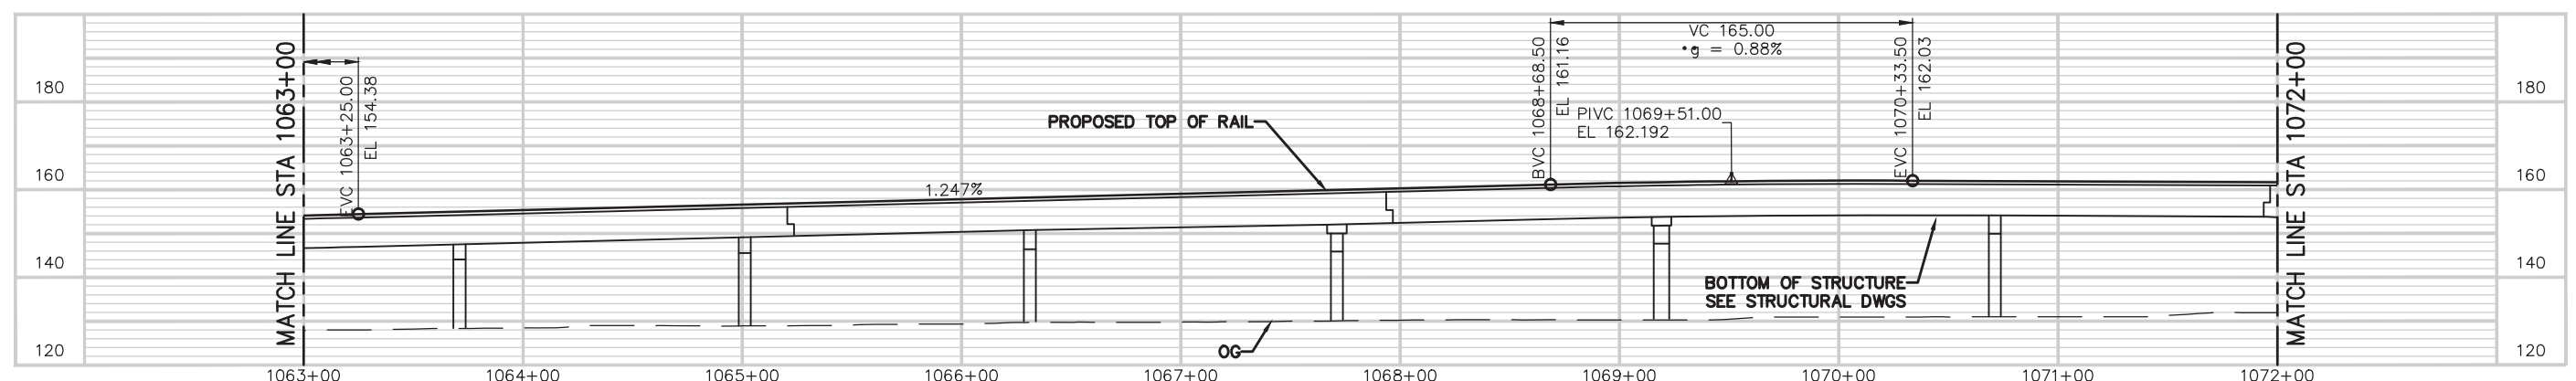 MATCH LINE STA 1063+00
EVC 1063+25.00
EL 154.38
1.247%
PROPOSED TOP OF RAIL
BVC 1068+68.50
EL 161.16
VC 165.00
•g = 0.88%
PIVC 1069+51.00
EL 162.192
EVC 1070+33.50
EL 162.03
MATCH LINE STA 1072+00
BOTTOM OF STRUCTURE
SEE STRUCTURAL DWGS
OG
180
160
140
120
180
160
140
120
1063+00 1064+00 1065+00 1066+00 1067+00 1068+00 1069+00 1070+00 1071+00 1072+00